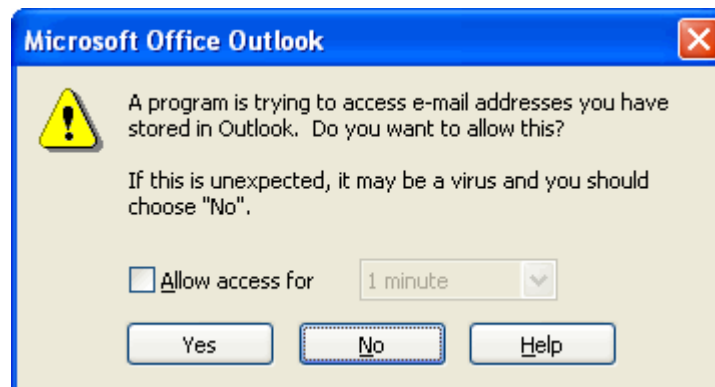 Microsoft Office Outlook
A program is trying to access e-mail addresses you have
stored in Outlook. Do you want to allow this?
If this is unexpected, it may be a virus and you should
choose "No".
Allow access for 1 minute
Yes No Help